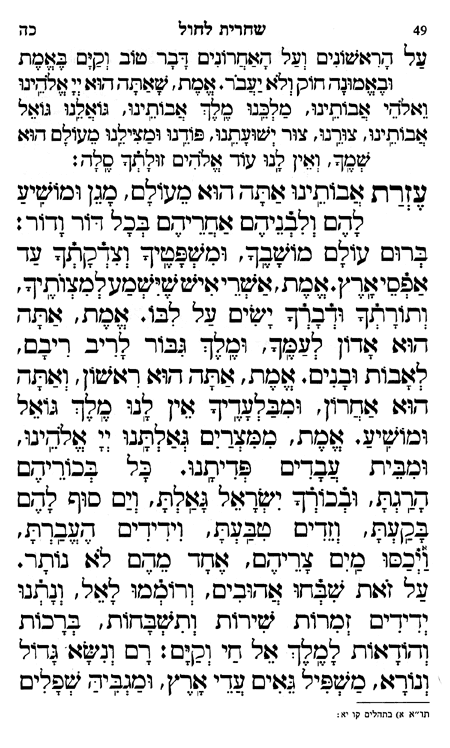 כה שחרית לחול 49
עַל הָרִאשׁוֹנִים וְעַל הָאַחֲרוֹנִים דָּבָר טוֹב וְקַיָּם בֶּאֱמֶת
וּבֶאֱמוּנָה חוֹק וְלֹא יַעֲבֹר. אֱמֶת, שֶׁאַתָּה הוּא יְיָ אֱלֹהֵינוּ
וֵאלֹהֵי אֲבוֹתֵינוּ, מַלְכֵּנוּ מֶלֶךְ אֲבוֹתֵינוּ, גּוֹאֲלֵנוּ גּוֹאֵל
אֲבוֹתֵינוּ, צוּרֵנוּ, צוּר יְשׁוּעָתֵנוּ, פּוֹדֵנוּ וּמַצִּילֵנוּ מֵעוֹלָם הוּא
שְׁמֶךָ, וְאֵין לָנוּ עוֹד אֱלֹהִים זוּלָתְךָ סֶלָה:
עֶזְרַת אֲבוֹתֵינוּ אַתָּה הוּא מֵעוֹלָם, מָגֵן וּמוֹשִׁיעַ
לָהֶם וְלִבְנֵיהֶם אַחֲרֵיהֶם בְּכָל דּוֹר וָדוֹר:
בְּרוּם עוֹלָם מוֹשָׁבֶךָ, וּמִשְׁפָּטֶיךָ וְצִדְקָתְךָ עַד
אַפְסֵי אָרֶץ. אֱמֶת, אַשְׁרֵי אִישׁ שֶׁיִּשְׁמַע לְמִצְוֹתֶיךָ,
וְתוֹרָתְךָ וּדְבָרְךָ יָשִׂים עַל לִבּוֹ. אֱמֶת, אַתָּה
הוּא אָדוֹן לְעַמֶּךָ, וּמֶלֶךְ גִּבּוֹר לָרִיב רִיבָם,
לְאָבוֹת וּבָנִים. אֱמֶת, אַתָּה הוּא רִאשׁוֹן, וְאַתָּה
הוּא אַחֲרוֹן, וּמִבַּלְעָדֶיךָ אֵין לָנוּ מֶלֶךְ גּוֹאֵל
וּמוֹשִׁיעַ. אֱמֶת, מִמִּצְרַיִם גְּאַלְתָּנוּ יְיָ אֱלֹהֵינוּ,
וּמִבֵּית עֲבָדִים פְּדִיתָנוּ. כָּל בְּכוֹרֵיהֶם
הָרָגְתָּ, וּבְכוֹרְךָ יִשְׂרָאֵל גָּאָלְתָּ, וְיַם סוּף לָהֶם
בָּקַעְתָּ, וְזֵדִים טִבַּעְתָּ, וִידִידִים הֶעֱבַרְתָּ,
וַיְכַסּוּ מַיִם צָרֵיהֶם, אֶחָד מֵהֶם לֹא נוֹתָר.
עַל זֹאת שִׁבְּחוּ אֲהוּבִים, וְרוֹמְמוּ לָאֵל, וְנָתְנוּ
יְדִידִים זְמִרוֹת שִׁירוֹת וְתִשְׁבָּחוֹת, בְּרָכוֹת
וְהוֹדָאוֹת לַמֶּלֶךְ אֵל חַי וְקַיָּם: רָם וְנִשָּׂא גָּדוֹל
וְנוֹרָא, מַשְׁפִּיל גֵּאִים עֲדֵי אָרֶץ, וּמַגְבִּיהַּ שְׁפָלִים
תו״א א) בתהלים קו יא: